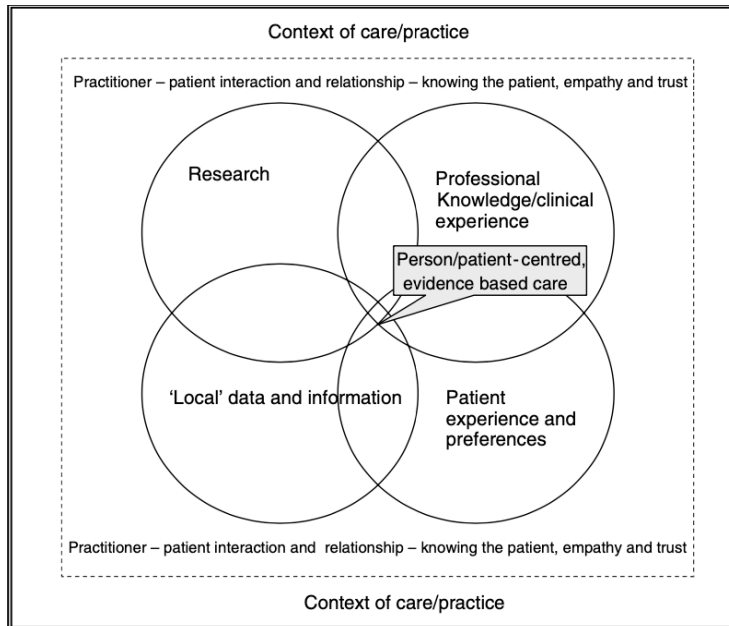 Context of care/practice
Practitioner – patient interaction and relationship – knowing the patient, empathy and trust
Research
Professional
Knowledge/clinical
experience
Person/patient-centred,
evidence based care
'Local' data and information
Patient
experience and
preferences
Practitioner – patient interaction and relationship – knowing the patient, empathy and trust
Context of care/practice